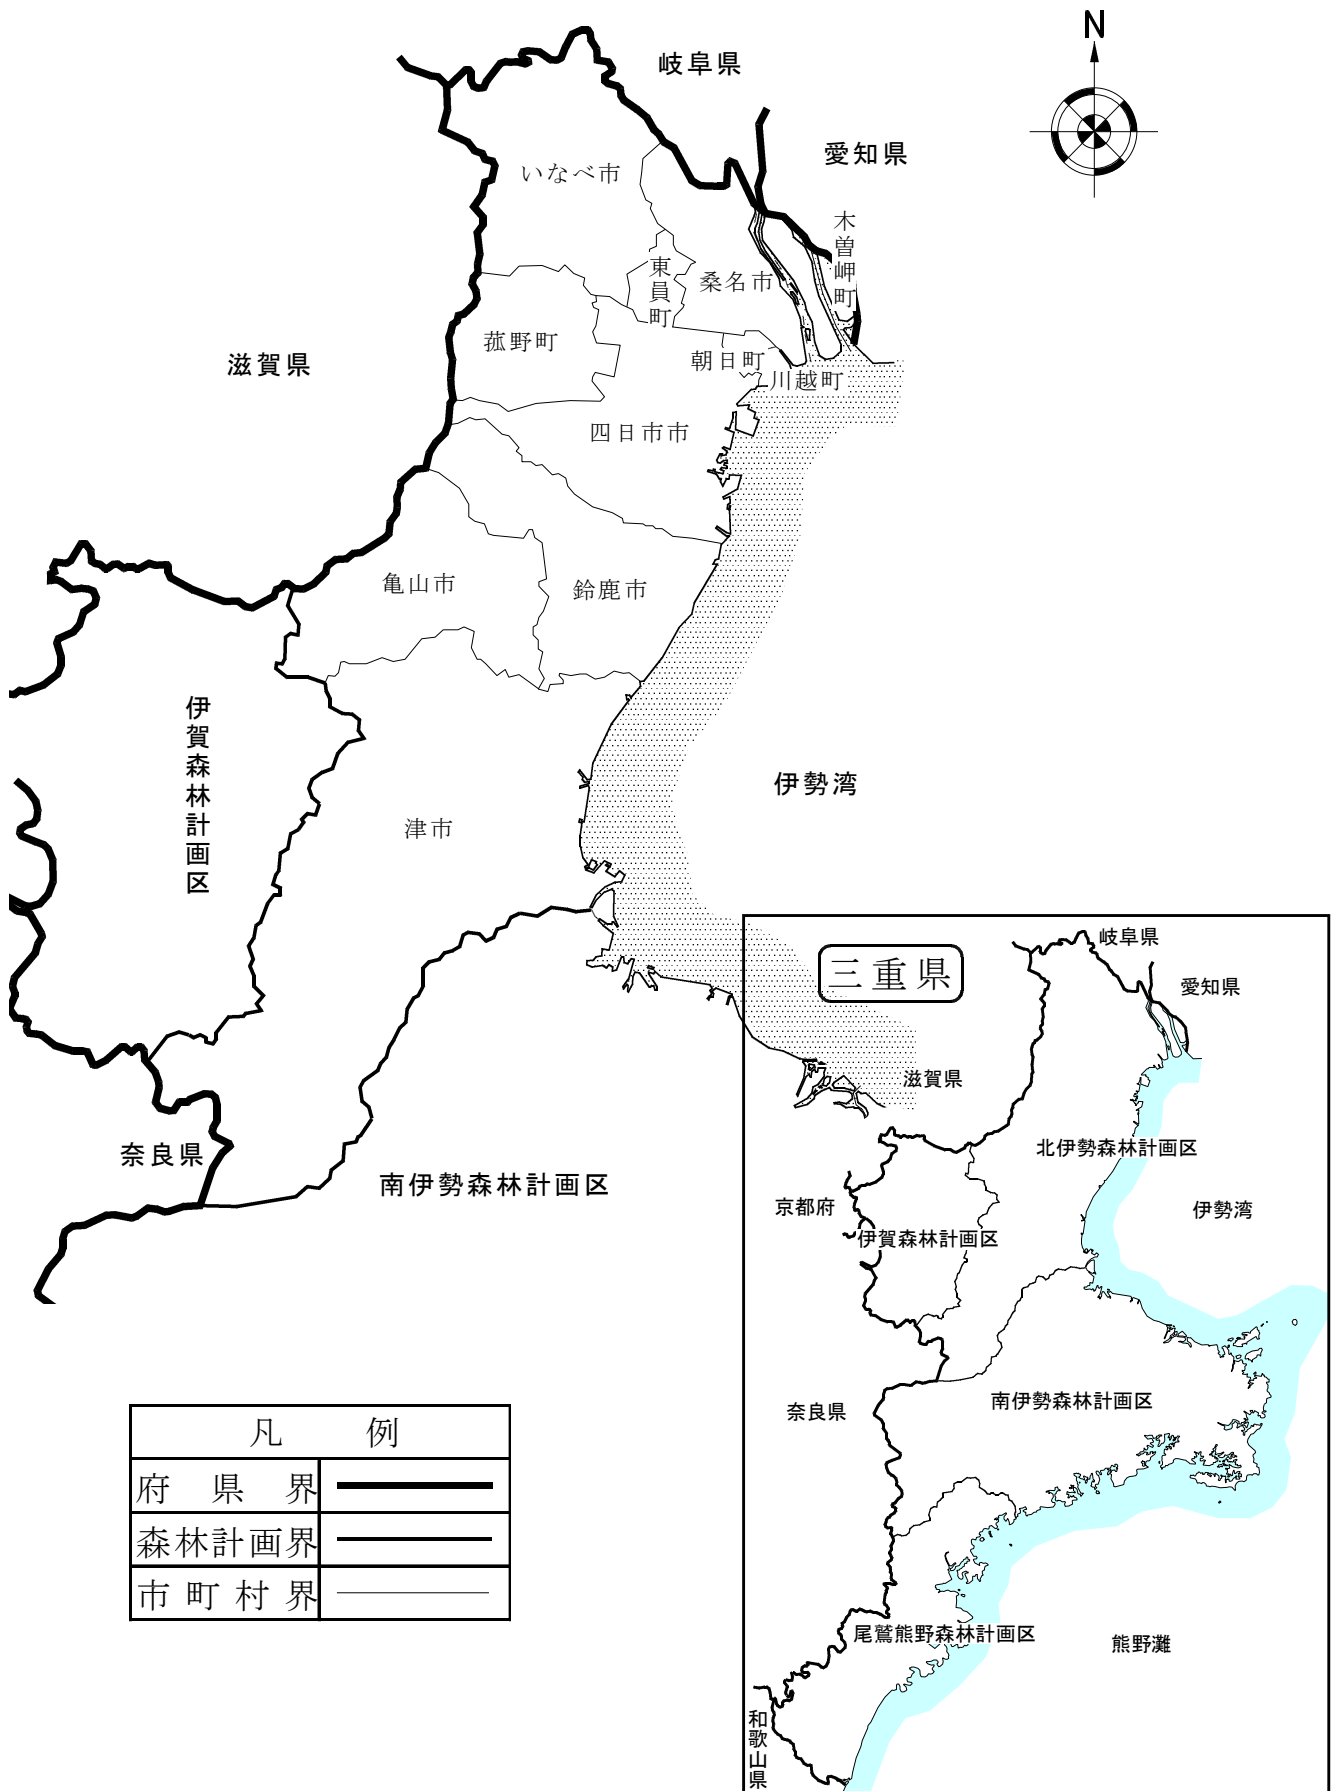 N
岐阜県
愛知県
いなべ市
木曽岬町
東員町
桑名市
菰野町
朝日町
滋賀県
川越町
四日市市
亀山市
鈴鹿市
伊賀森林計画区
伊勢湾
津市
奈良県
南伊勢森林計画区
三重県
岐阜県
愛知県
滋賀県
北伊勢森林計画区
京都府
伊勢湾
伊賀森林計画区
南伊勢森林計画区
奈良県
尾鷲熊野森林計画区
熊野灘
和歌山県
凡 例
府 県 界
森林計画界
市 町 村 界